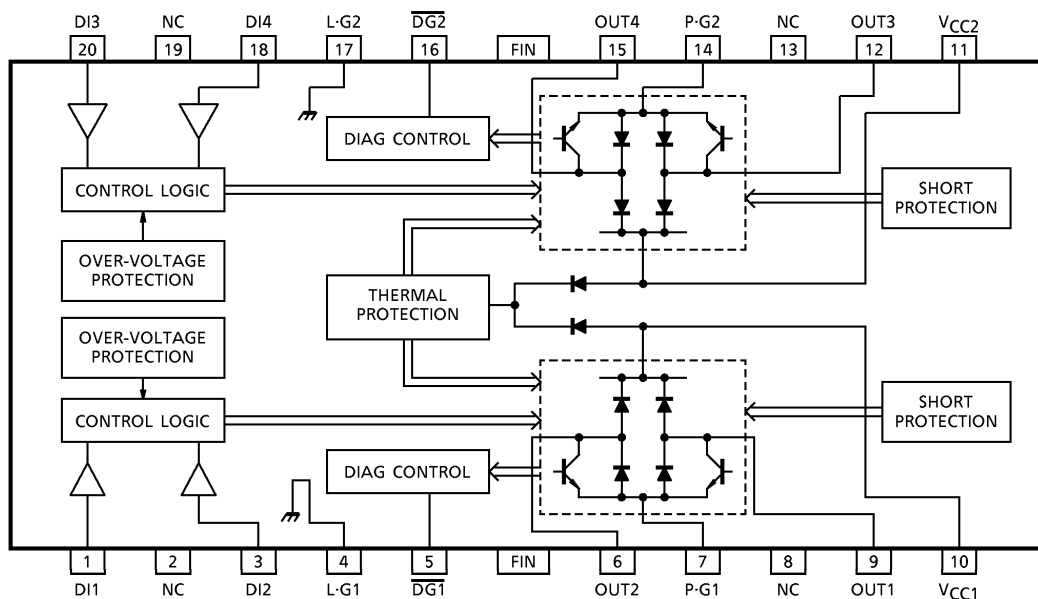 DI3 NC DI4 L·G2 DG2 OUT4 P·G2 NC OUT3 VCC2
20 19 18 17 16 FIN 15 14 13 12 11
DIAG CONTROL
CONTROL LOGIC
SHORT
PROTECTION
OVER-VOLTAGE
PROTECTION
THERMAL
PROTECTION
OVER-VOLTAGE
PROTECTION
CONTROL LOGIC
SHORT
PROTECTION
DIAG CONTROL
1 2 3 4 5 FIN 6 7 8 9 10
DI1 NC DI2 L·G1 DG1 OUT2 P·G1 NC OUT1 VCC1